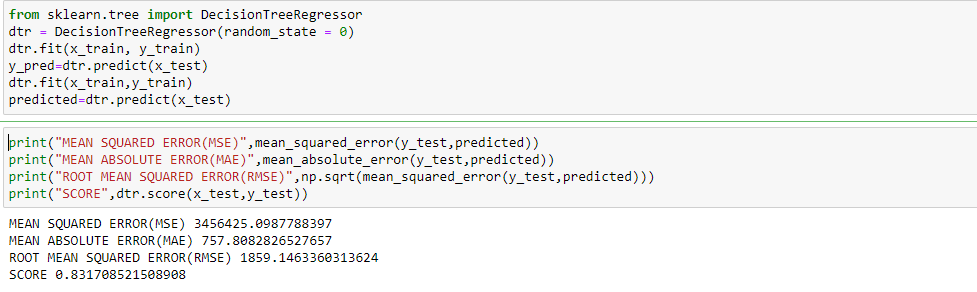 from sklearn.tree import DecisionTreeRegressor
dtr = DecisionTreeRegressor(random_state = 0)
dtr.fit(x_train, y_train)
y_pred=dtr.predict(x_test)
dtr.fit(x_train,y_train)
predicted=dtr.predict(x_test)
print("MEAN SQUARED ERROR(MSE)",mean_squared_error(y_test,predicted))
print("MEAN ABSOLUTE ERROR(MAE)",mean_absolute_error(y_test,predicted))
print("ROOT MEAN SQUARED ERROR(RMSE)",np.sqrt(mean_squared_error(y_test,predicted)))
print("SCORE",dtr.score(x_test,y_test))
MEAN SQUARED ERROR(MSE) 3456425.0987788397
MEAN ABSOLUTE ERROR(MAE) 757.8082826527657
ROOT MEAN SQUARED ERROR(RMSE) 1859.1463360313624
SCORE 0.831708521508908